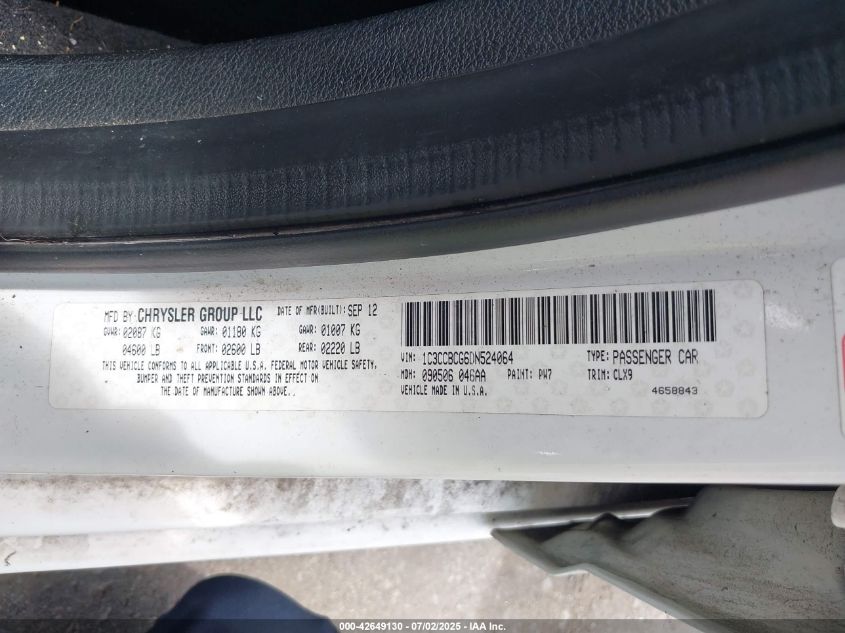 MFD BY: CHRYSLER GROUP LLC DATE OF MFR(BUILT): SEP 12
GVWR: 02087 KG GAWR: 01180 KG GAWR: 01007 KG
04600 LB FRONT: 02600 LB REAR: 02220 LB
THIS VEHICLE CONFORMS TO ALL APPLICABLE U.S.A. FEDERAL MOTOR VEHICLE SAFETY,
BUMPER AND THEFT PREVENTION STANDARDS IN EFFECT ON
THE DATE OF MANUFACTURE SHOWN ABOVE..
VIN: 1C3CCBCG6DN524064 TYPE: PASSENGER CAR
MDH: 090506 046AA PAINT: PW7 TRIM: CLX9
VEHICLE MADE IN U.S.A. 4658843
000-42649130 - 07/02/2025 - IAA Inc.